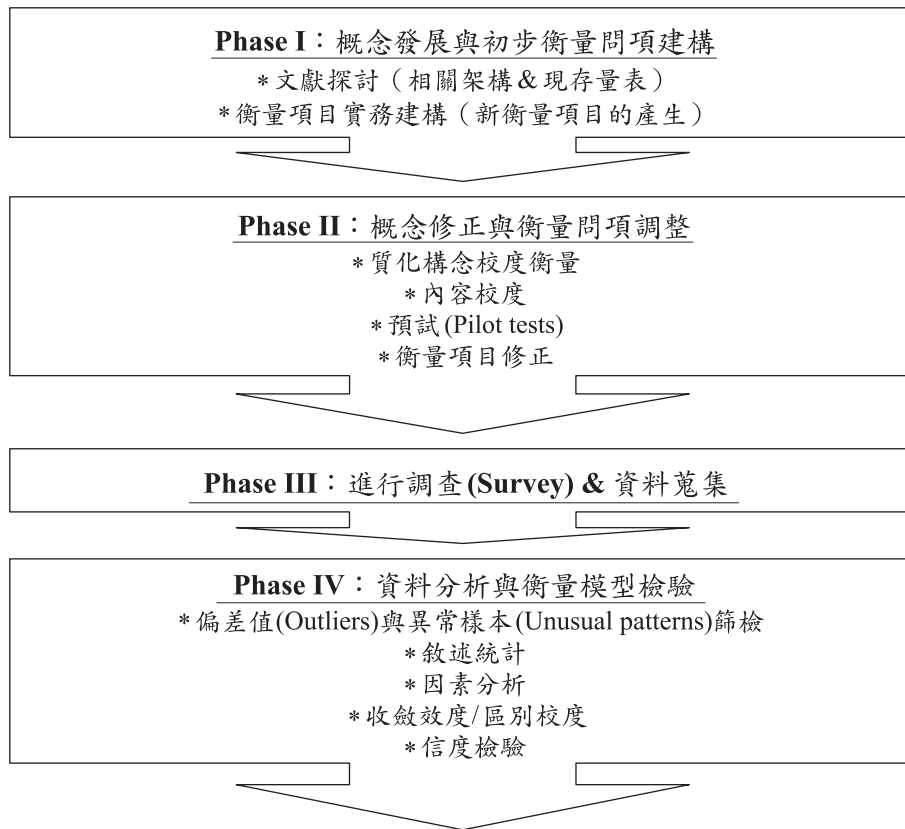 Phase I：概念發展與初步衡量問項建構
*文獻探討（相關架構&現存量表）
*衡量項目實務建構（新衡量項目的產生）
Phase II：概念修正與衡量問項調整
*質化構念校度衡量
*內容校度
*預試(Pilot tests)
*衡量項目修正
Phase III：進行調查(Survey) & 資料蒐集
Phase IV：資料分析與衡量模型檢驗
*偏差值(Outliers)與異常樣本(Unusual patterns)篩檢
*敘述統計
*因素分析
*收斂效度/區別校度
*信度檢驗